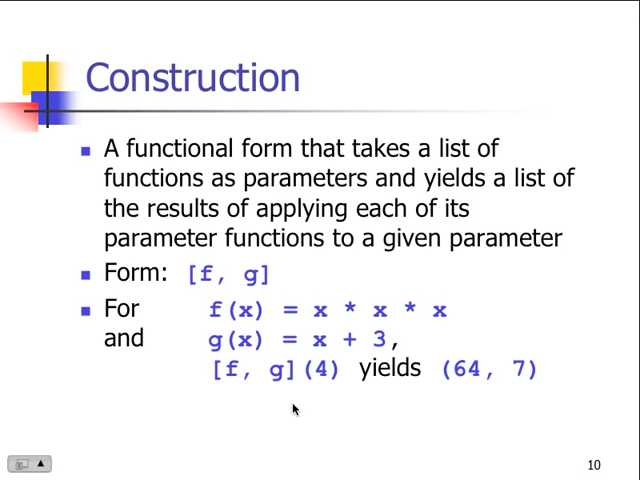 Construction
A functional form that takes a list of
functions as parameters and yields a list of
the results of applying each of its
parameter functions to a given parameter
Form: [f, g]
For f(x) = x * x * x
and g(x) = x + 3,
[f, g](4) yields (64, 7)
10